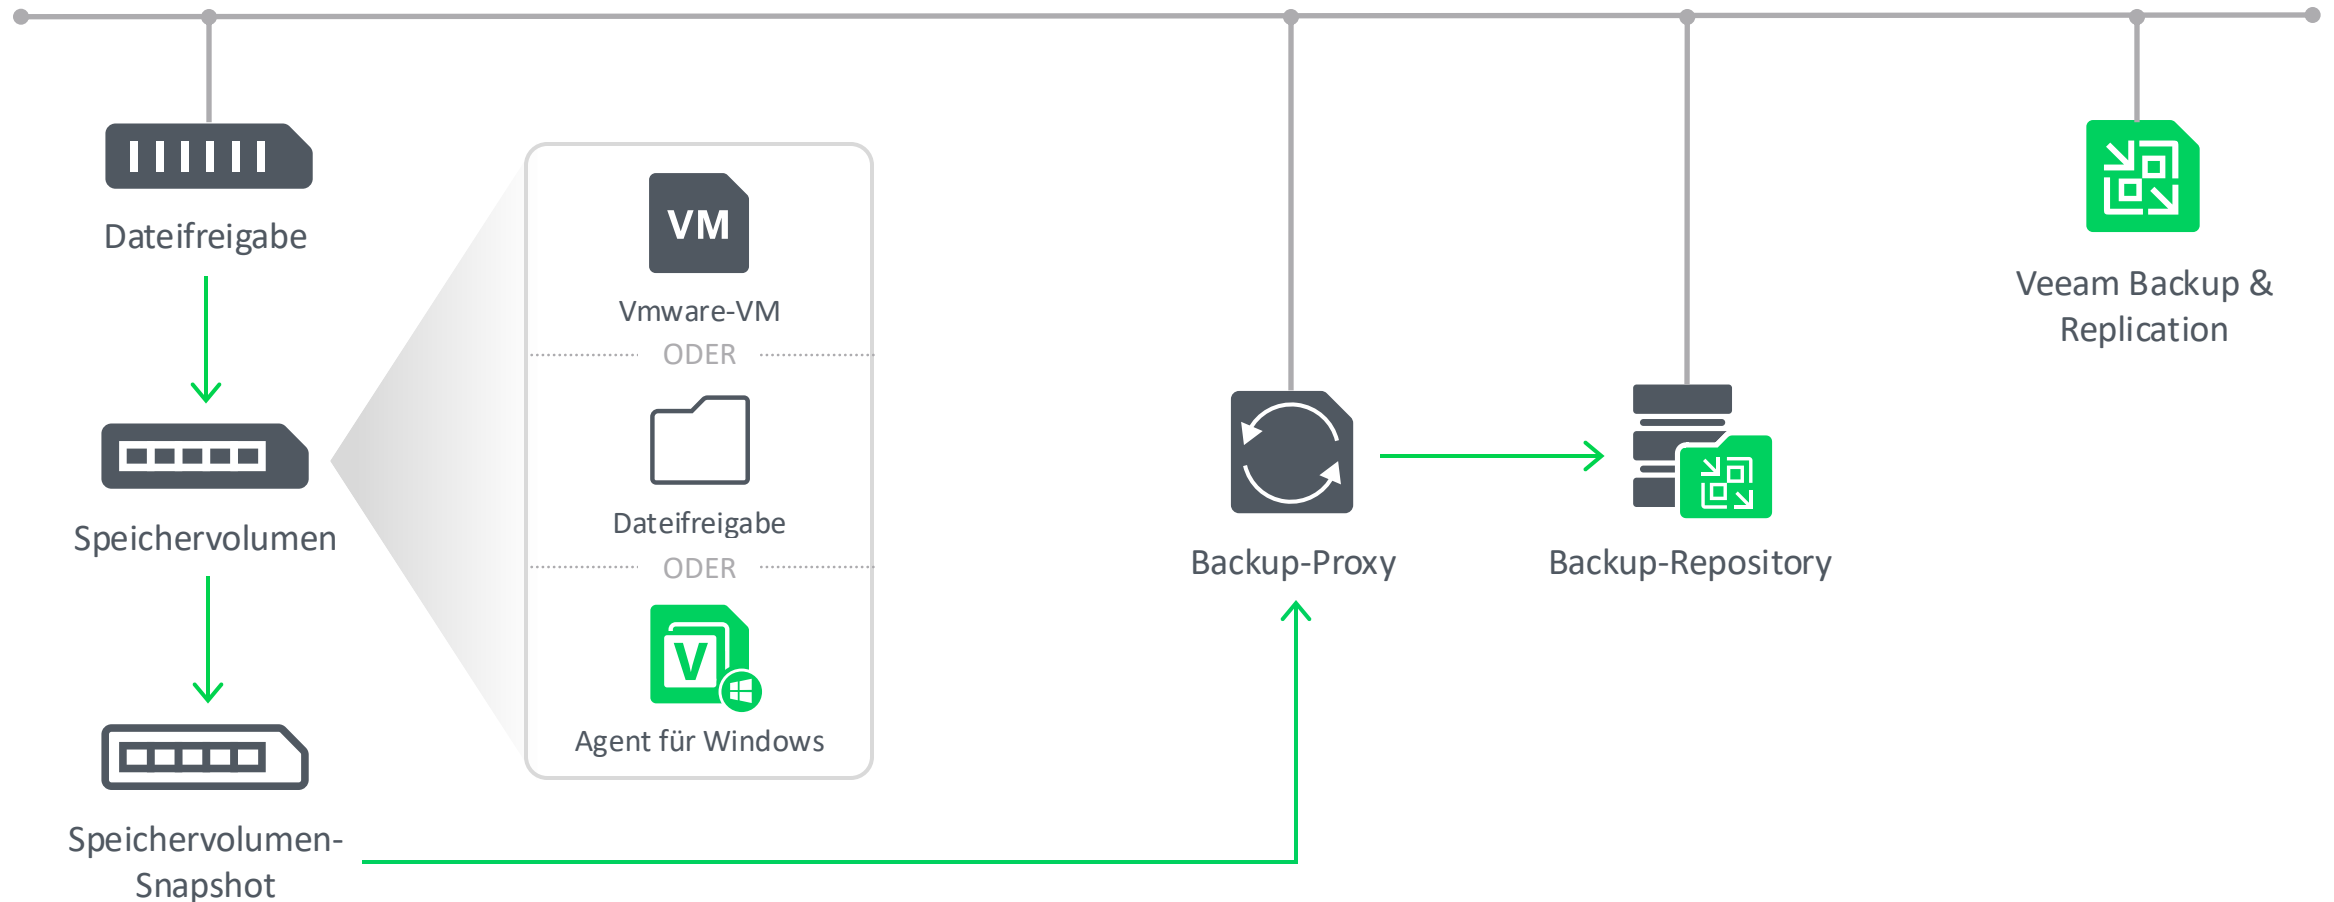 Dateifreigabe
Speichervolumen
Speichervolumen-
Snapshot
VM
Vmware-VM
ODER
Dateifreigabe
ODER
V
Agent für Windows
Backup-Proxy
Backup-Repository
Veeam Backup &
Replication